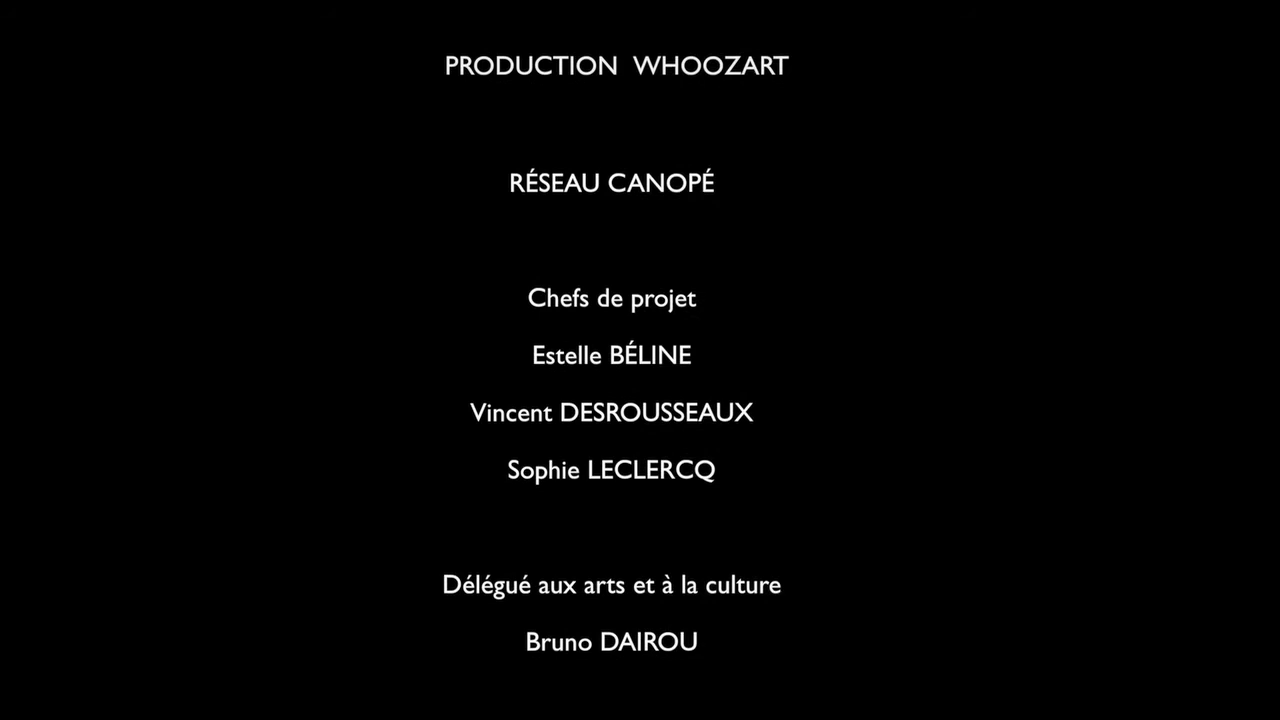 PRODUCTION WHOOZART
RÉSEAU CANOPÉ
Chefs de projet
Estelle BÉLINE
Vincent DESROUSSEAUX
Sophie LECLERCQ
Délégué aux arts et à la culture
Bruno DAIROU